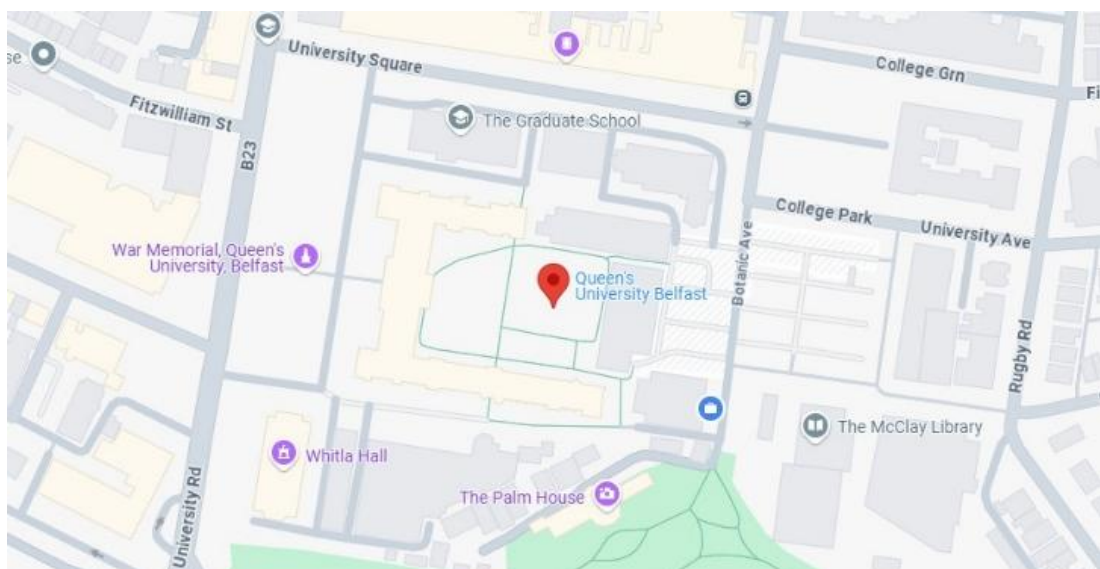 University Square
College Grn
se
Fi
Fitzwilliam St
The Graduate School
B23
College Park
University Ave
War Memorial, Queen's
University, Belfast
Queen's
University Belfast
Botanic Ave
Rugby Rd
The McClay Library
Whitla Hall
The Palm House
University Rd